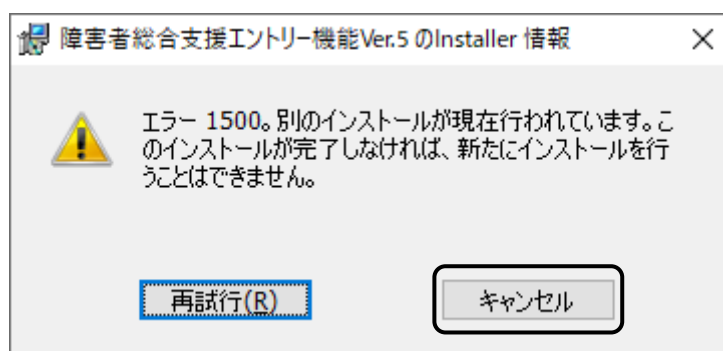 障害者総合支援エントリー機能Ver.5 のInstaller 情報
エラー 1500。別のインストールが現在行われています。こ
のインストールが完了しなければ、新たにインストールを行
うことはできません。
再試行(R) キャンセル